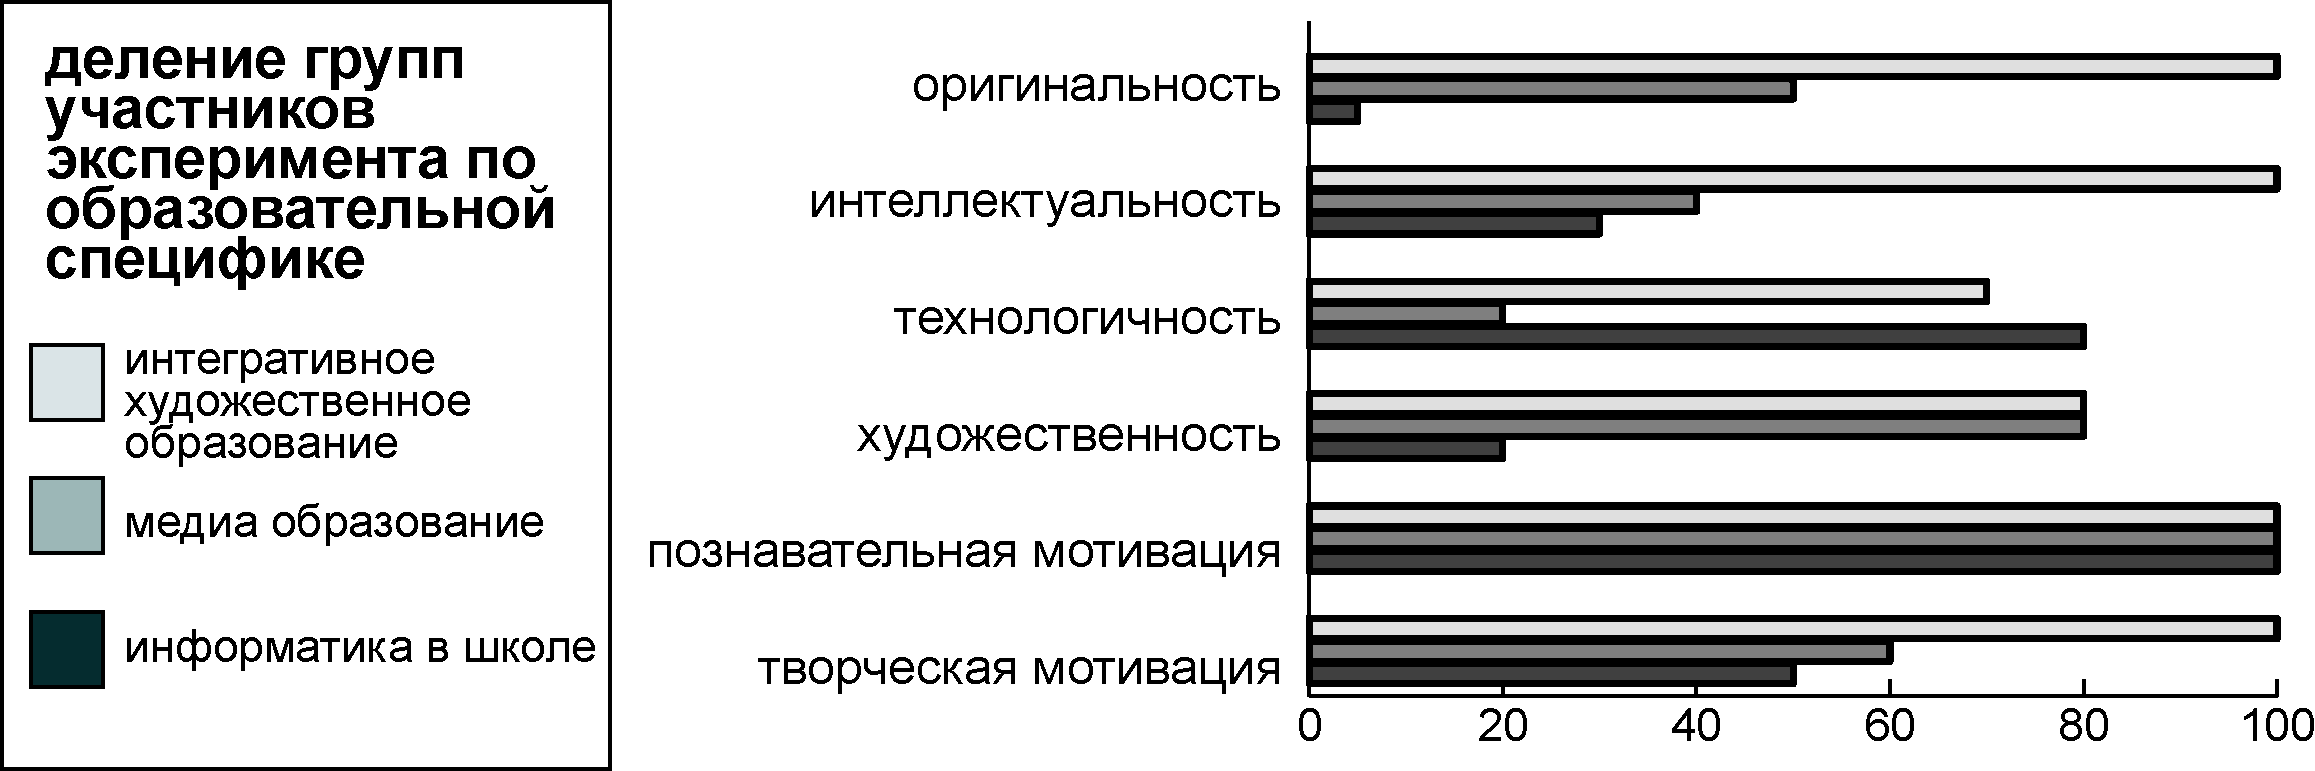 деление групп
участников
эксперимента по
образовательной
специфике
интегративное
художественное
образование
медиа образование
информатика в школе
оригинальность
интеллектуальность
технологичность
художественность
познавательная мотивация
творческая мотивация
0 20 40 60 80 100